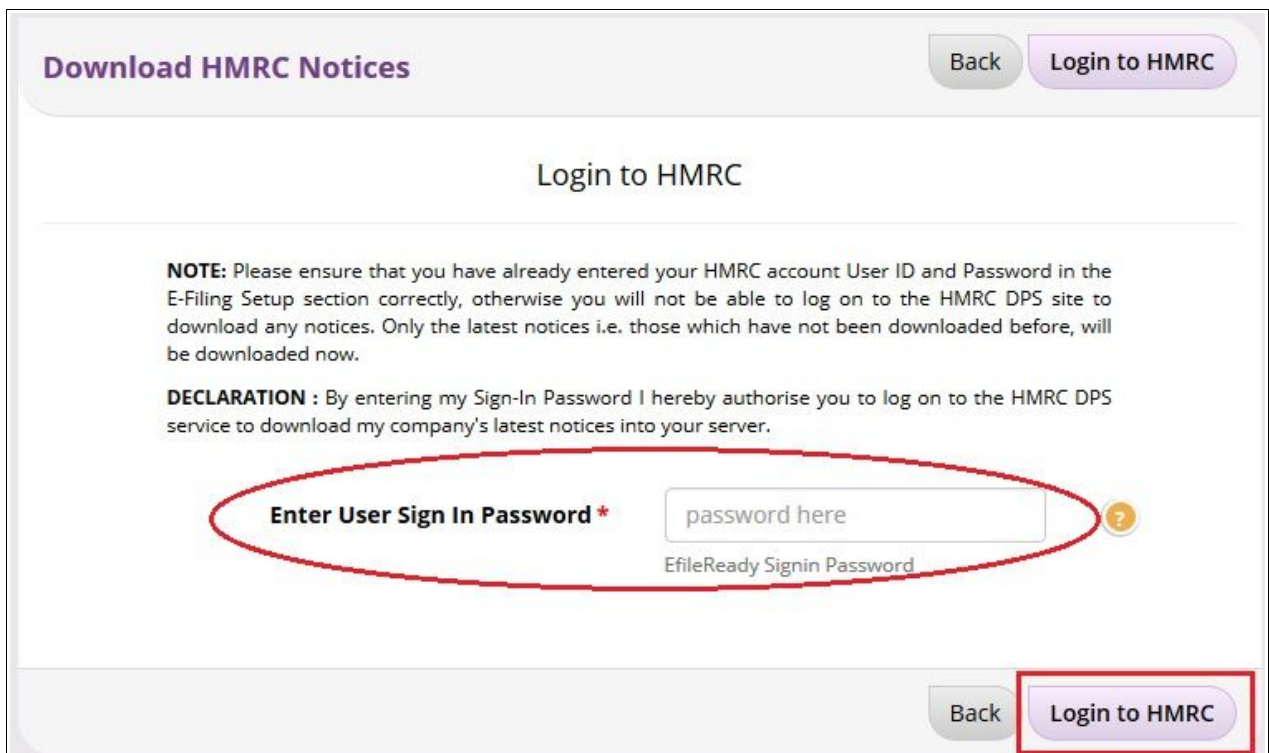 Download HMRC Notices
Back
Login to HMRC
Login to HMRC
NOTE: Please ensure that you have already entered your HMRC account User ID and Password in the
E-Filing Setup section correctly, otherwise you will not be able to log on to the HMRC DPS site to
download any notices. Only the latest notices i.e. those which have not been downloaded before, will
be downloaded now.
DECLARATION : By entering my Sign-In Password I hereby authorise you to log on to the HMRC DPS
service to download my company's latest notices into your server.
Enter User Sign In Password *
password here
?
EfileReady Signin Password
Back
Login to HMRC